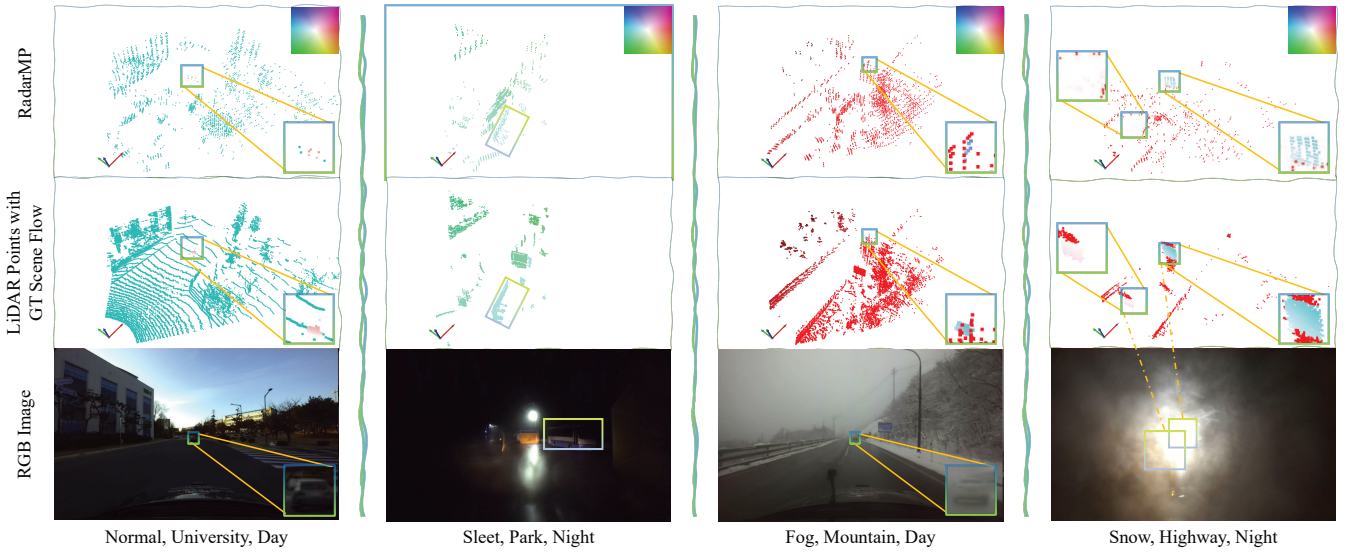 RadarMP
LiDAR Points with
GT Scene Flow
RGB Image
Normal, University, Day
Sleet, Park, Night
Fog, Mountain, Day
Snow, Highway, Night